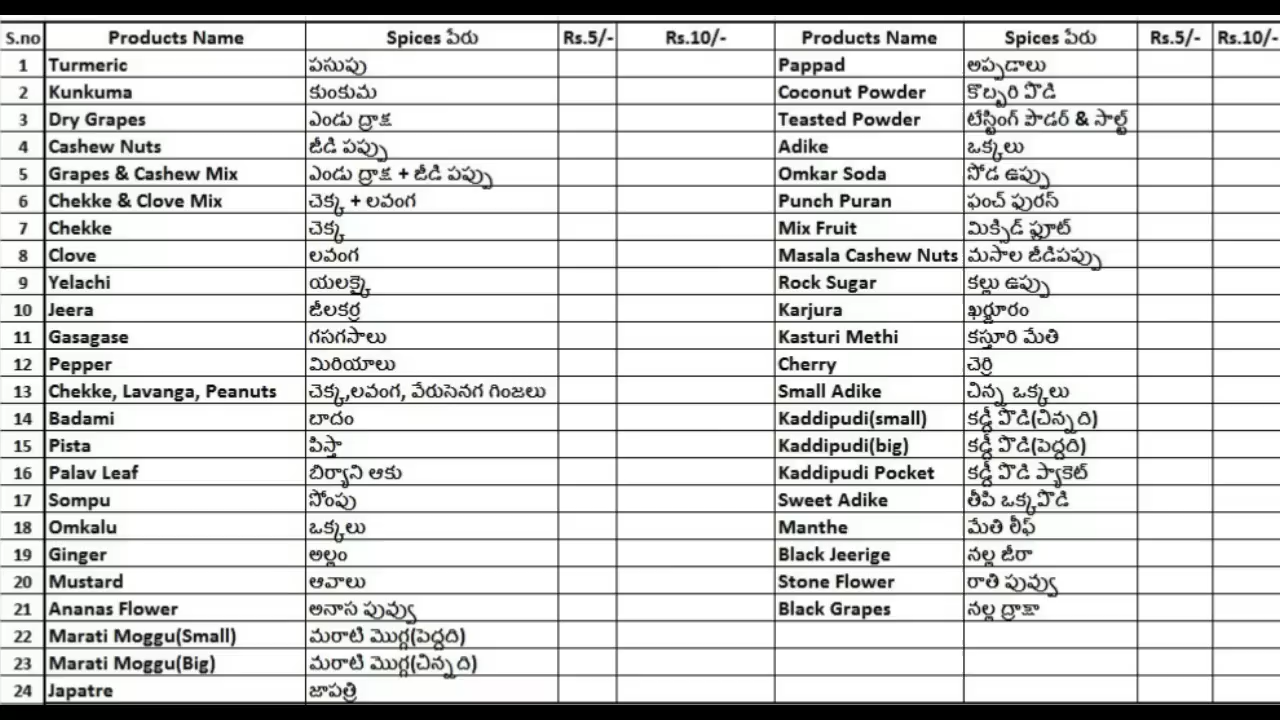 S.no Products Name Spices పేరు Rs.5/- Rs.10/- Products Name Spices పేరు Rs.5/- Rs.10/-
1 Turmeric పసుపు Pappad అప్పడాలు
2 Kunkuma కుంకుమ Coconut Powder కొబ్బరి పొడి
3 Dry Grapes ఎండు ద్రాక్ష Teasted Powder టేస్టింగ్ పౌడర్ & సాల్ట్
4 Cashew Nuts జీడి పప్పు Adike ఒక్కలు
5 Grapes & Cashew Mix ఎండు ద్రాక్ష + జీడి పప్పు Omkar Soda సోడ ఉప్పు
6 Chekke & Clove Mix చెక్క + లవంగ Punch Puran ఫంచ్ ఫురస్
7 Chekke చెక్క Mix Fruit మిక్సిడ్ ఫ్లూట్
8 Clove లవంగ Masala Cashew Nuts మసాల జీడిపప్పు
9 Yelachi యలక్కై Rock Sugar కల్లు ఉప్పు
10 Jeera జీలకర్ర Karjura ఖర్జూరం
11 Gasagase గసగసాలు Kasturi Methi కస్తూరి మేతి
12 Pepper మిరియాలు Cherry చెర్రి
13 Chekke, Lavanga, Peanuts చెక్క,లవంగ, వేరుసెనగ గింజలు Small Adike చిన్న ఒక్కలు
14 Badami బాదం Kaddipudi(small) కడ్డీ పొడి(చిన్నది)
15 Pista పిస్తా Kaddipudi(big) కడ్డీ పొడి(పెద్దది)
16 Palav Leaf బిర్యాని ఆకు Kaddipudi Pocket కడ్డీ పొడి ప్యాకెట్
17 Sompu సోంపు Sweet Adike తీపి ఒక్కపొడి
18 Omkalu ఒక్కలు Manthe మేతి లీఫ్
19 Ginger అల్లం Black Jeerige నల్ల జీరా
20 Mustard ఆవాలు Stone Flower రాతి పువ్వు
21 Ananas Flower అనాస పువ్వు Black Grapes నల్ల ద్రాక్షా
22 Marati Moggu(Small) మరాటి మొగ్గ(పెద్దది)
23 Marati Moggu(Big) మరాటి మొగ్గ(చిన్నది)
24 Japatre జాపత్రి